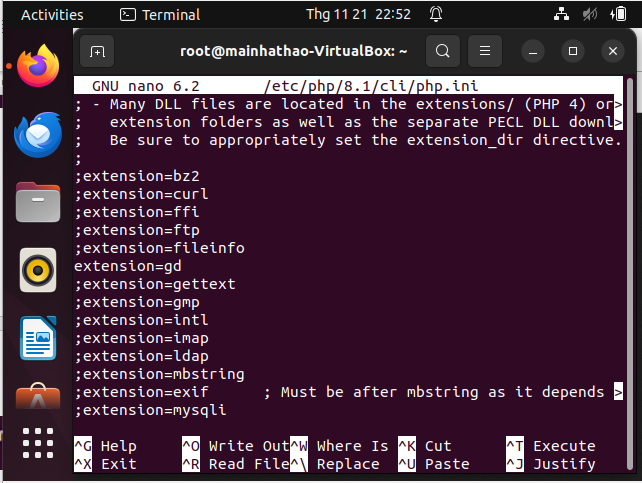 Activities Terminal Thg 11 21 22:52
root@mainhathao-VirtualBox: ~
GNU nano 6.2 /etc/php/8.1/cli/php.ini
; - Many DLL files are located in the extensions/ (PHP 4) or>
;   extension folders as well as the separate PECL DLL downl>
;   Be sure to appropriately set the extension_dir directive.
;
;extension=bz2
;extension=curl
;extension=ffi
;extension=ftp
;extension=fileinfo
extension=gd
;extension=gettext
;extension=gmp
;extension=intl
;extension=imap
;extension=ldap
;extension=mbstring
;extension=exif      ; Must be after mbstring as it depends >
;extension=mysqli
^G Help ^O Write Out ^W Where Is ^K Cut ^T Execute
^X Exit ^R Read File ^\ Replace ^U Paste ^J Justify